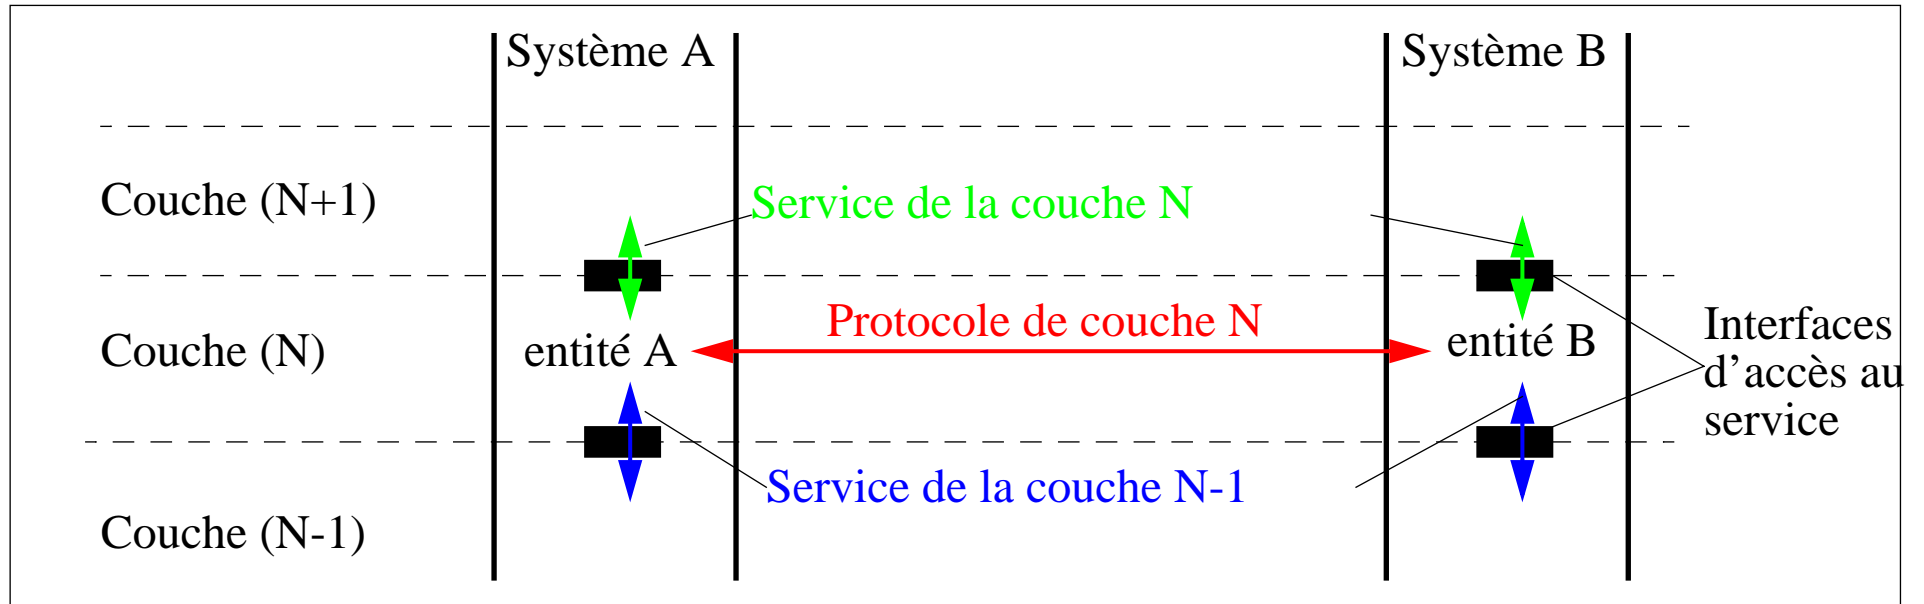 Système A
Système B
Couche (N+1)
Service de la couche N
Protocole de couche N
Couche (N)
entité A
entité B
Interfaces
d’accès au
service
Service de la couche N-1
Couche (N-1)